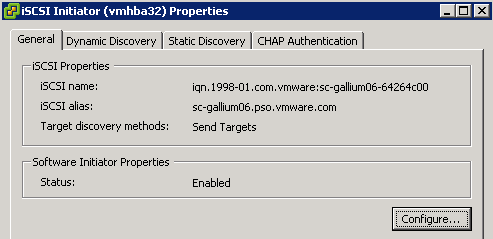 iSCSI Initiator (vmhba32) Properties
General Dynamic Discovery Static Discovery CHAP Authentication
iSCSI Properties
iSCSI name: iqn.1998-01.com.vmware:sc-gallium06-64264c00
iSCSI alias: sc-gallium06.pso.vmware.com
Target discovery methods: Send Targets
Software Initiator Properties
Status: Enabled
Configure...